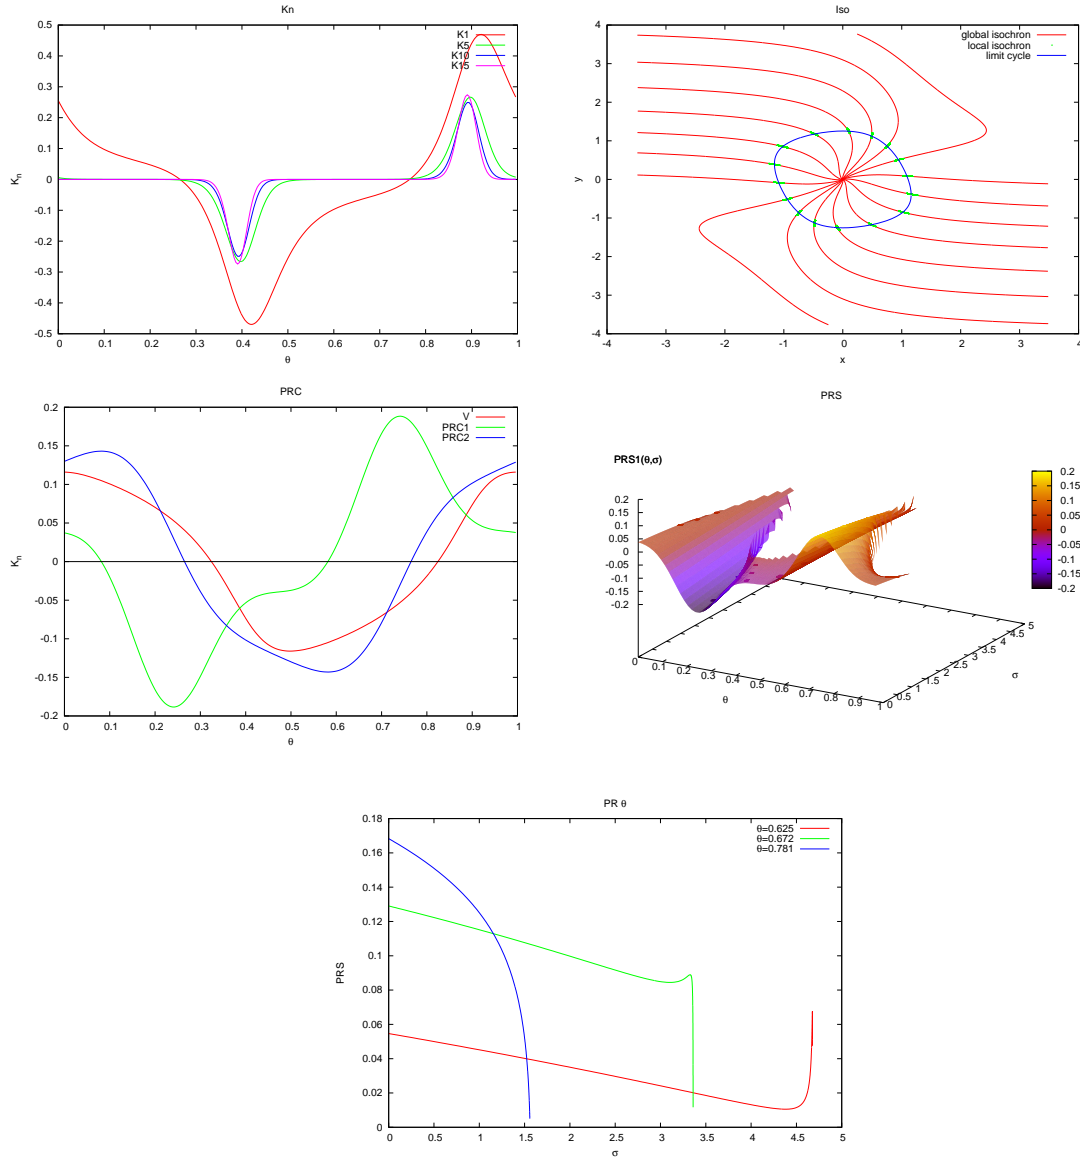 Kn
0.5
0.4
0.3
0.2
0.1
0
-0.1
-0.2
-0.3
-0.4
-0.5
K_n
K1
K5
K10
K15
0 0.1 0.2 0.3 0.4 0.5 0.6 0.7 0.8 0.9 1
θ
Iso
4
3
2
1
0
-1
-2
-3
-4
y
global isochron
local isochron
limit cycle
-4 -3 -2 -1 0 1 2 3 4
x
PRC
0.2
0.15
0.1
0.05
0
-0.05
-0.1
-0.15
-0.2
K_n
V
PRC1
PRC2
0 0.1 0.2 0.3 0.4 0.5 0.6 0.7 0.8 0.9 1
θ
PRS
PRS1(θ,σ)
0.2
0.15
0.1
0.05
0
-0.05
-0.1
-0.15
-0.2
0 0.1 0.2 0.3 0.4 0.5 0.6 0.7 0.8 0.9 1
θ
0 0.5 1 1.5 2 2.5 3 3.5 4 4.5 5
σ
0.2
0.15
0.1
0.05
0
-0.05
-0.1
-0.15
-0.2
PR θ
0.18
0.16
0.14
0.12
0.1
0.08
0.06
0.04
0.02
0
PRS
θ=0.625
θ=0.672
θ=0.781
0 0.5 1 1.5 2 2.5 3 3.5 4 4.5 5
σ